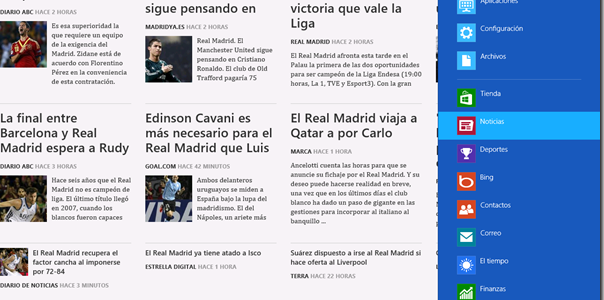 DIARIO ABC HACE 2 HORAS
Es esa superioridad la
que requiere un equipo
de la exigencia del
Madrid. Zidane está de
acuerdo con Florentino
Pérez en la conveniencia
de esta contratación.
La final entre
Barcelona y Real
Madrid espera a Rudy
DIARIO ABC HACE 3 HORAS
Hace seis años que el Real
Madrid no es campeón de
liga. El último título llegó
en 2007, cuando los
blancos fueron capaces
Real Madrid recupera el
factor cancha al imponerse
por 72-84
DIARIO DE NOTICIAS HACE 3 MINUTOS
sigue pensando en
MADRIDYA.ES HACE 2 HORAS
Real Madrid. El
Manchester United sigue
pensando en Cristiano
Ronaldo. El club de Old
Trafford pagaría 75
Edinson Cavani es
más necesario para el
Real Madrid que Luis
GOAL.COM HACE 42 MINUTOS
Ambos delanteros
uruguayos se miden a
España bajo la lupa del
madridismo. El del
Nápoles, un ariete más
El Real Madrid ya tiene atado a Isco
ESTRELLA DIGITAL HACE 1 HORA
victoria que vale la
Liga
REAL MADRID HACE 2 HORAS
El Real Madrid afronta esta tarde en el
Palau la primera de las dos oportunidades
para ser campeón de la Liga Endesa (19:00
horas, La 1, TVE y Esport3). Con la gran
El Real Madrid viaja a
Qatar a por Carlo
MARCA HACE 1 HORA
Ancelotti cuenta las horas para que se
anuncie su fichaje por el Real Madrid. Y su
deseo puede hacerse realidad en breve,
una vez que en los últimos días el club
blanco ha dado un paso de gigante en las
gestiones para incorporar al italiano al
banquillo ...
Suárez dispuesto a irse al Real Madrid si
hace oferta al Liverpool
TERRA HACE 22 HORAS
Aplicaciones
Configuración
Archivos
Tienda
Noticias
Deportes
Bing
Contactos
Correo
El tiempo
Finanzas